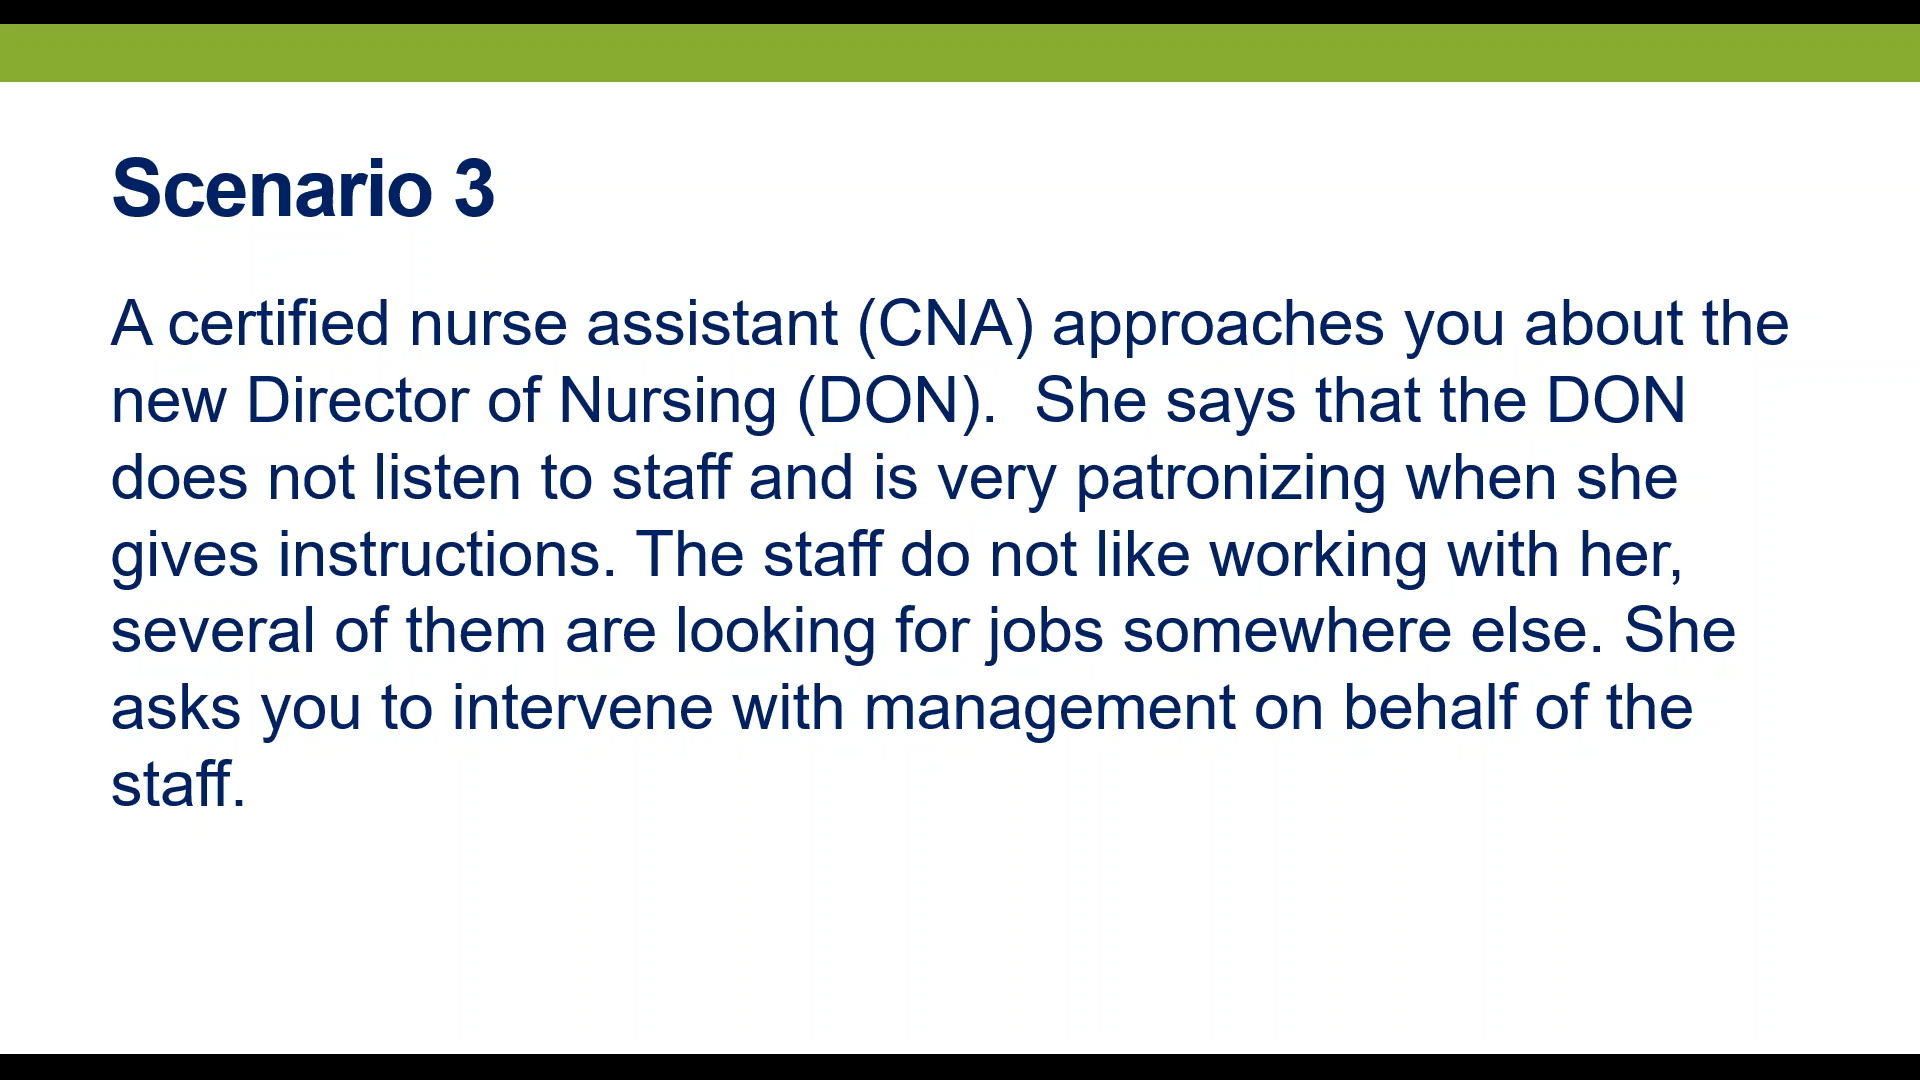 Scenario 3
A certified nurse assistant (CNA) approaches you about the
new Director of Nursing (DON).  She says that the DON
does not listen to staff and is very patronizing when she
gives instructions. The staff do not like working with her,
several of them are looking for jobs somewhere else. She
asks you to intervene with management on behalf of the
staff.